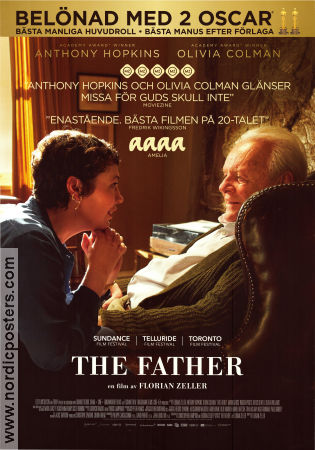 BELÖNAD MED 2 OSCAR
BÄSTA MANLIGA HUVUDROLL • BÄSTA MANUS EFTER FÖRLAGA
ACADEMY AWARD® WINNER
ANTHONY HOPKINS
ACADEMY AWARD® WINNER
OLIVIA COLMAN
"ANTHONY HOPKINS OCH OLIVIA COLMAN GLÄNSER
MISSA FÖR GUDS SKULL INTE"
MOVIEZINE
"ENASTÅENDE. BÄSTA FILMEN PÅ 20-TALET"
FREDRIK WIKINGSSON
aaaa
AMELIA
SUNDANCE
FILM FESTIVAL
TELLURIDE
FILM FESTIVAL
TORONTO
FILM FESTIVAL
THE FATHER
en film av FLORIAN ZELLER
www.nordicposters.com